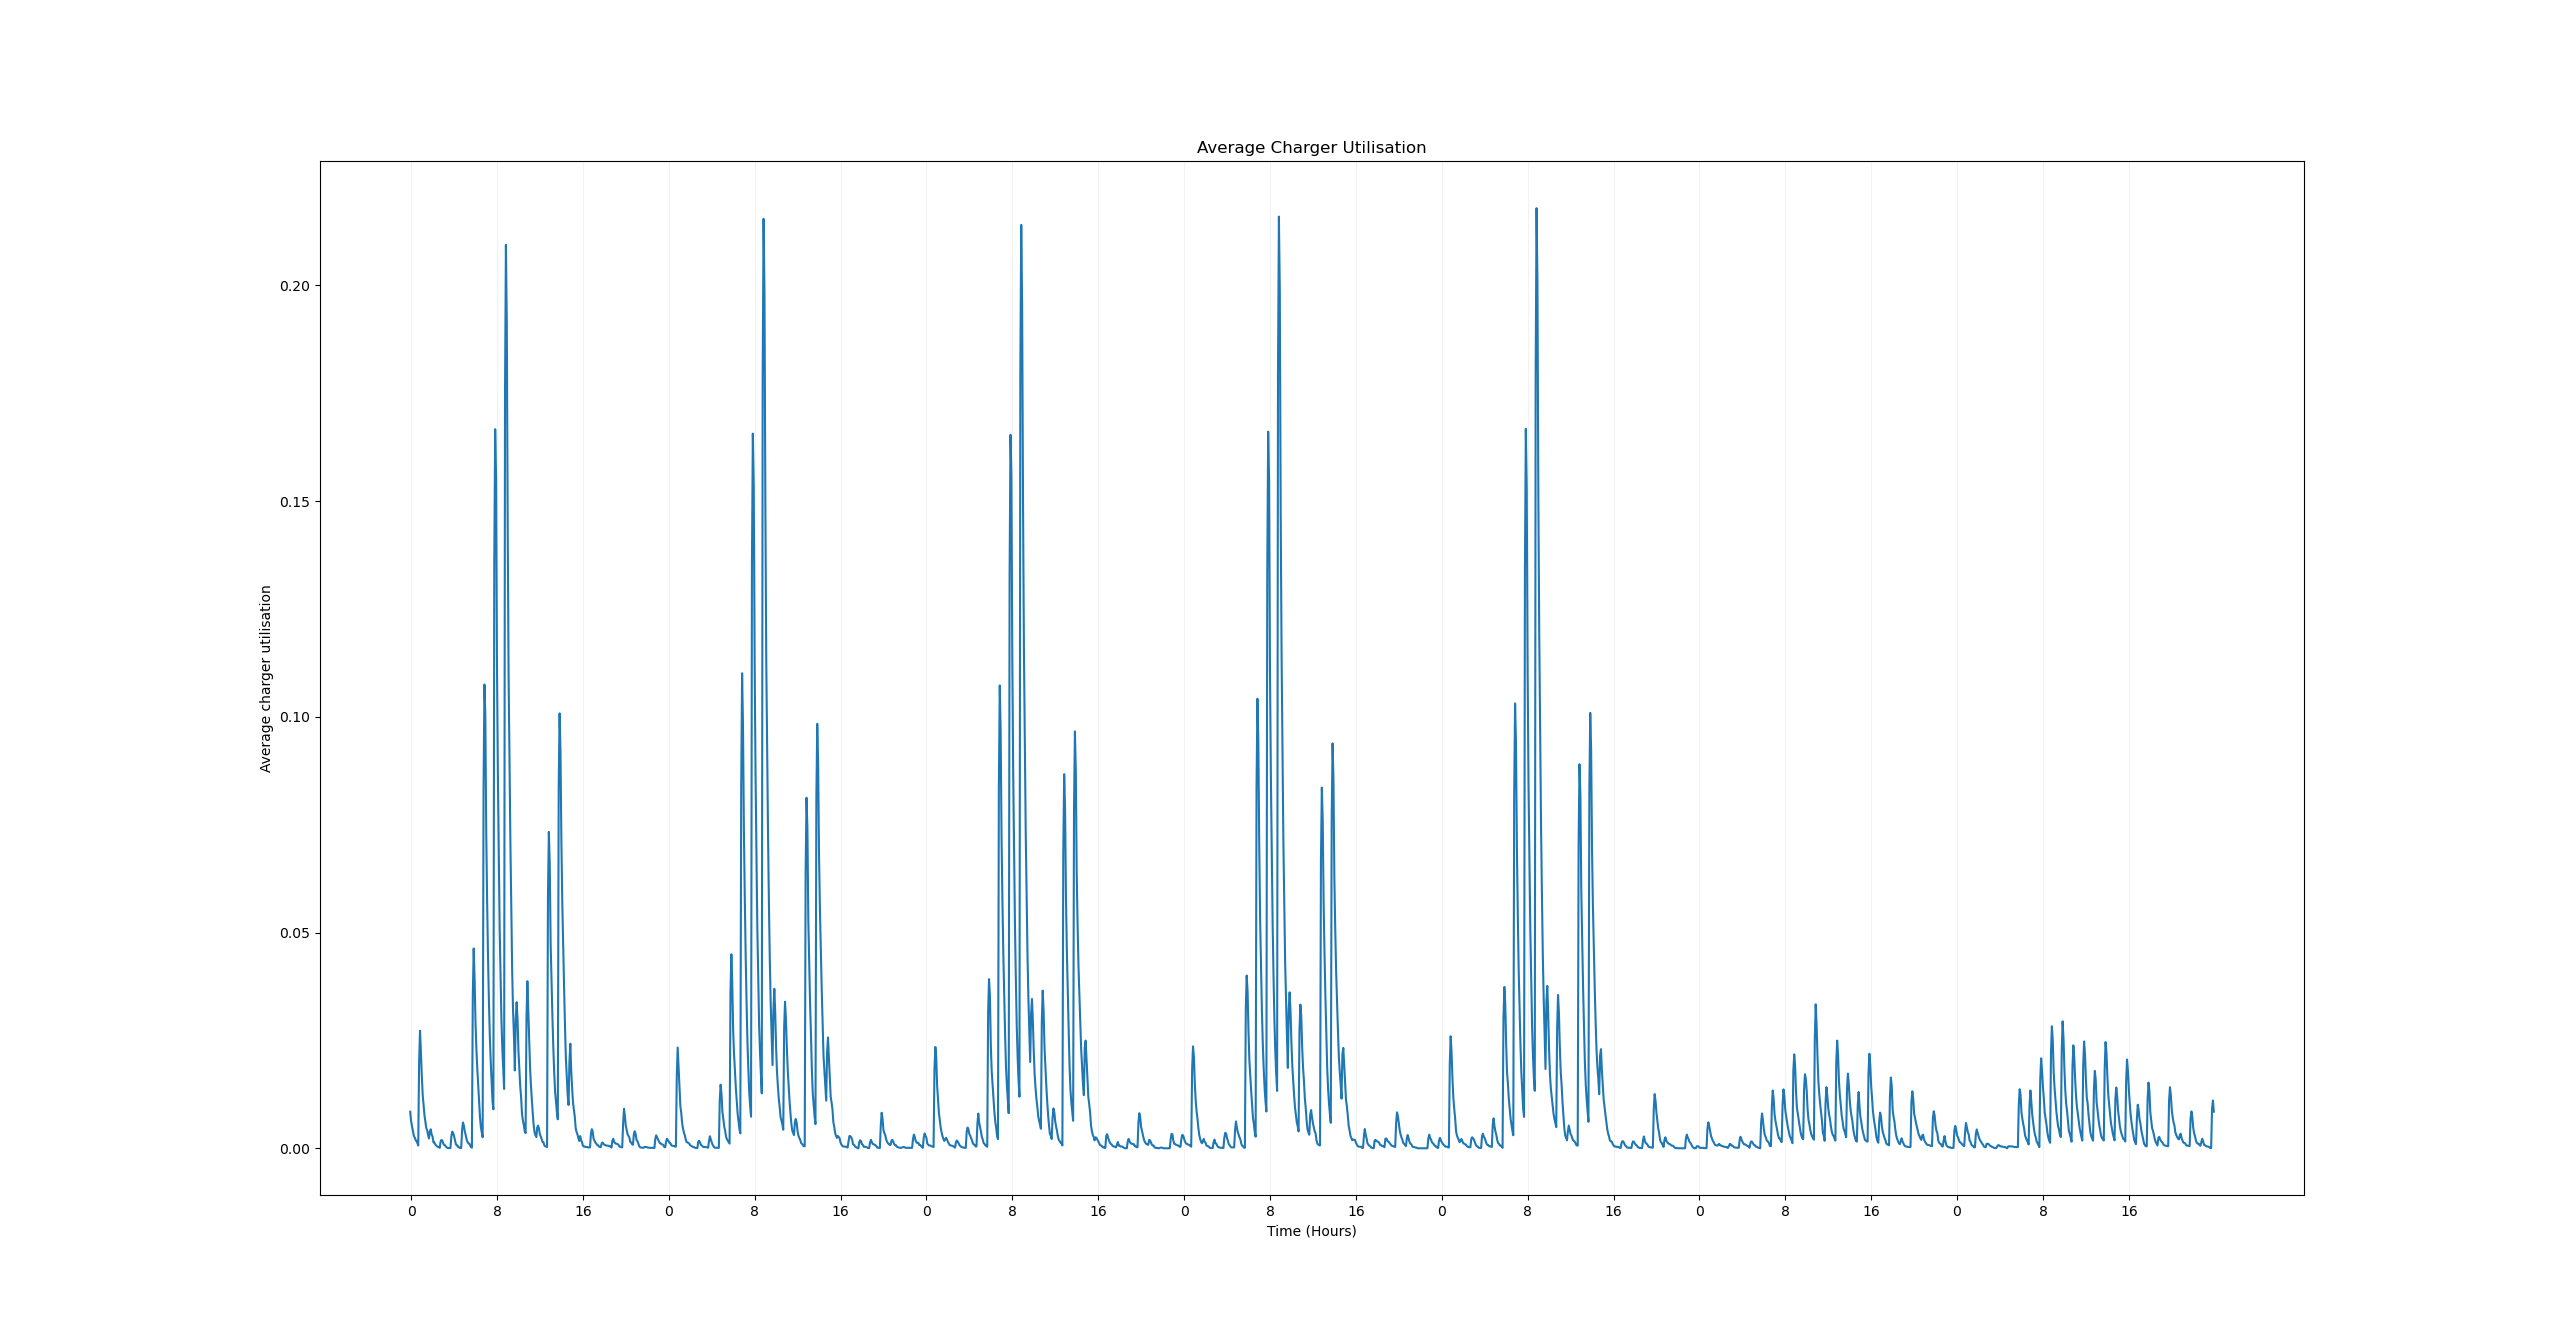 Average Charger Utilisation
0.20
0.15
0.10
0.05
0.00
Average charger utilisation
0 8 16 0 8 16 0 8 16 0 8 16 0 8 16 0 8 16 0 8 16
Time (Hours)